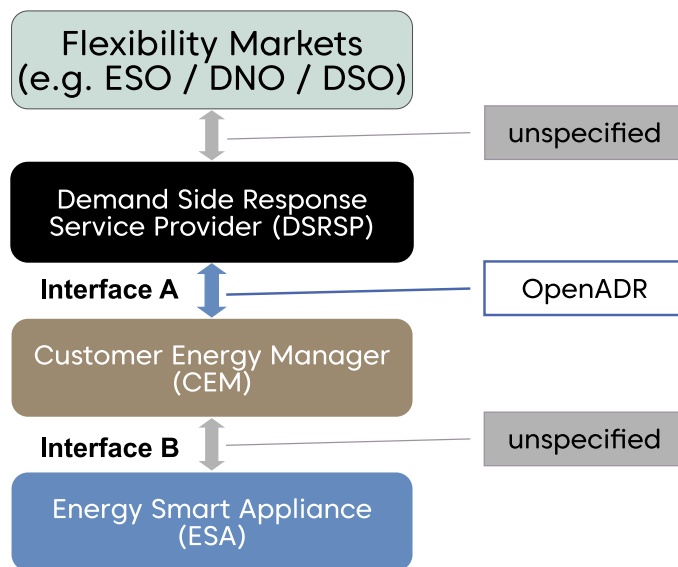 Flexibility Markets
(e.g. ESO / DNO / DSO)
unspecified
Demand Side Response
Service Provider (DSRSP)
Interface A
OpenADR
Customer Energy Manager
(CEM)
unspecified
Interface B
Energy Smart Appliance
(ESA)